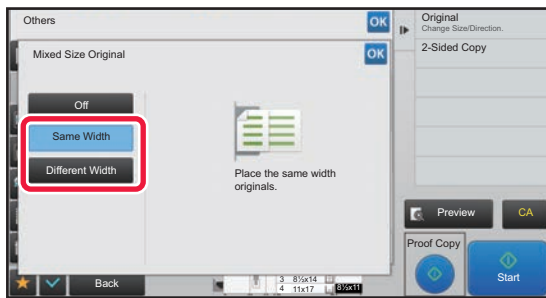 Others
OK
Original
Change Size/Direction.
Mixed Size Original
OK
2-Sided Copy
Off
Same Width
Different Width
Place the same width
originals.
Preview
CA
Proof Copy
Start
Back
3 8½x14
4 11x17
8½x11